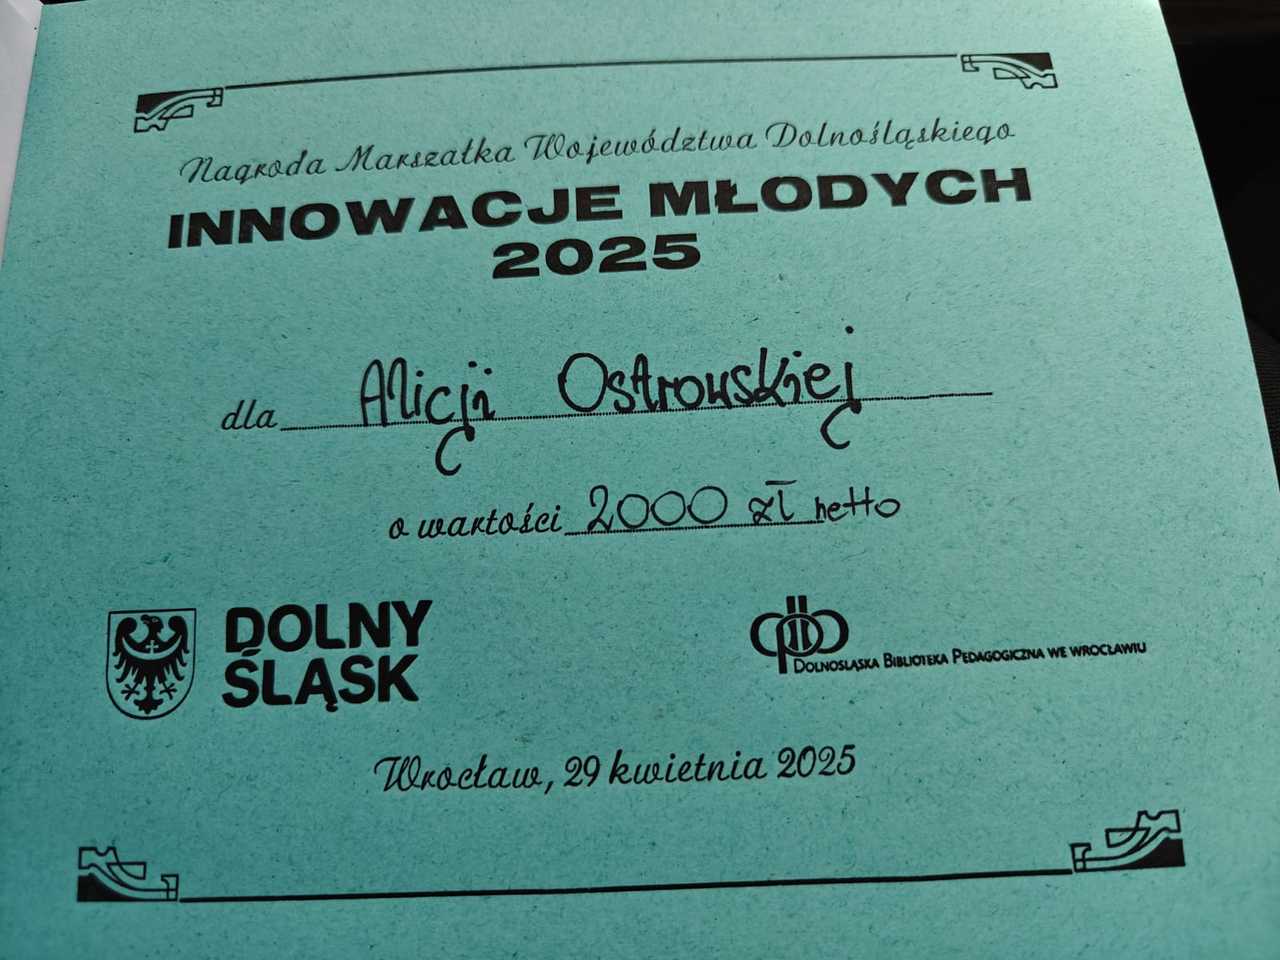 Nagroda Marszałka Województwa Dolnośląskiego
INNOWACJE MŁODYCH
2025
dla Alicji Ostrowskiej
o wartości 2000 zł netto
DOLNY
ŚLĄSK
DOLNOŚLĄSKA BIBLIOTEKA PEDAGOGICZNA WE WROCŁAWIU
Wrocław, 29 kwietnia 2025